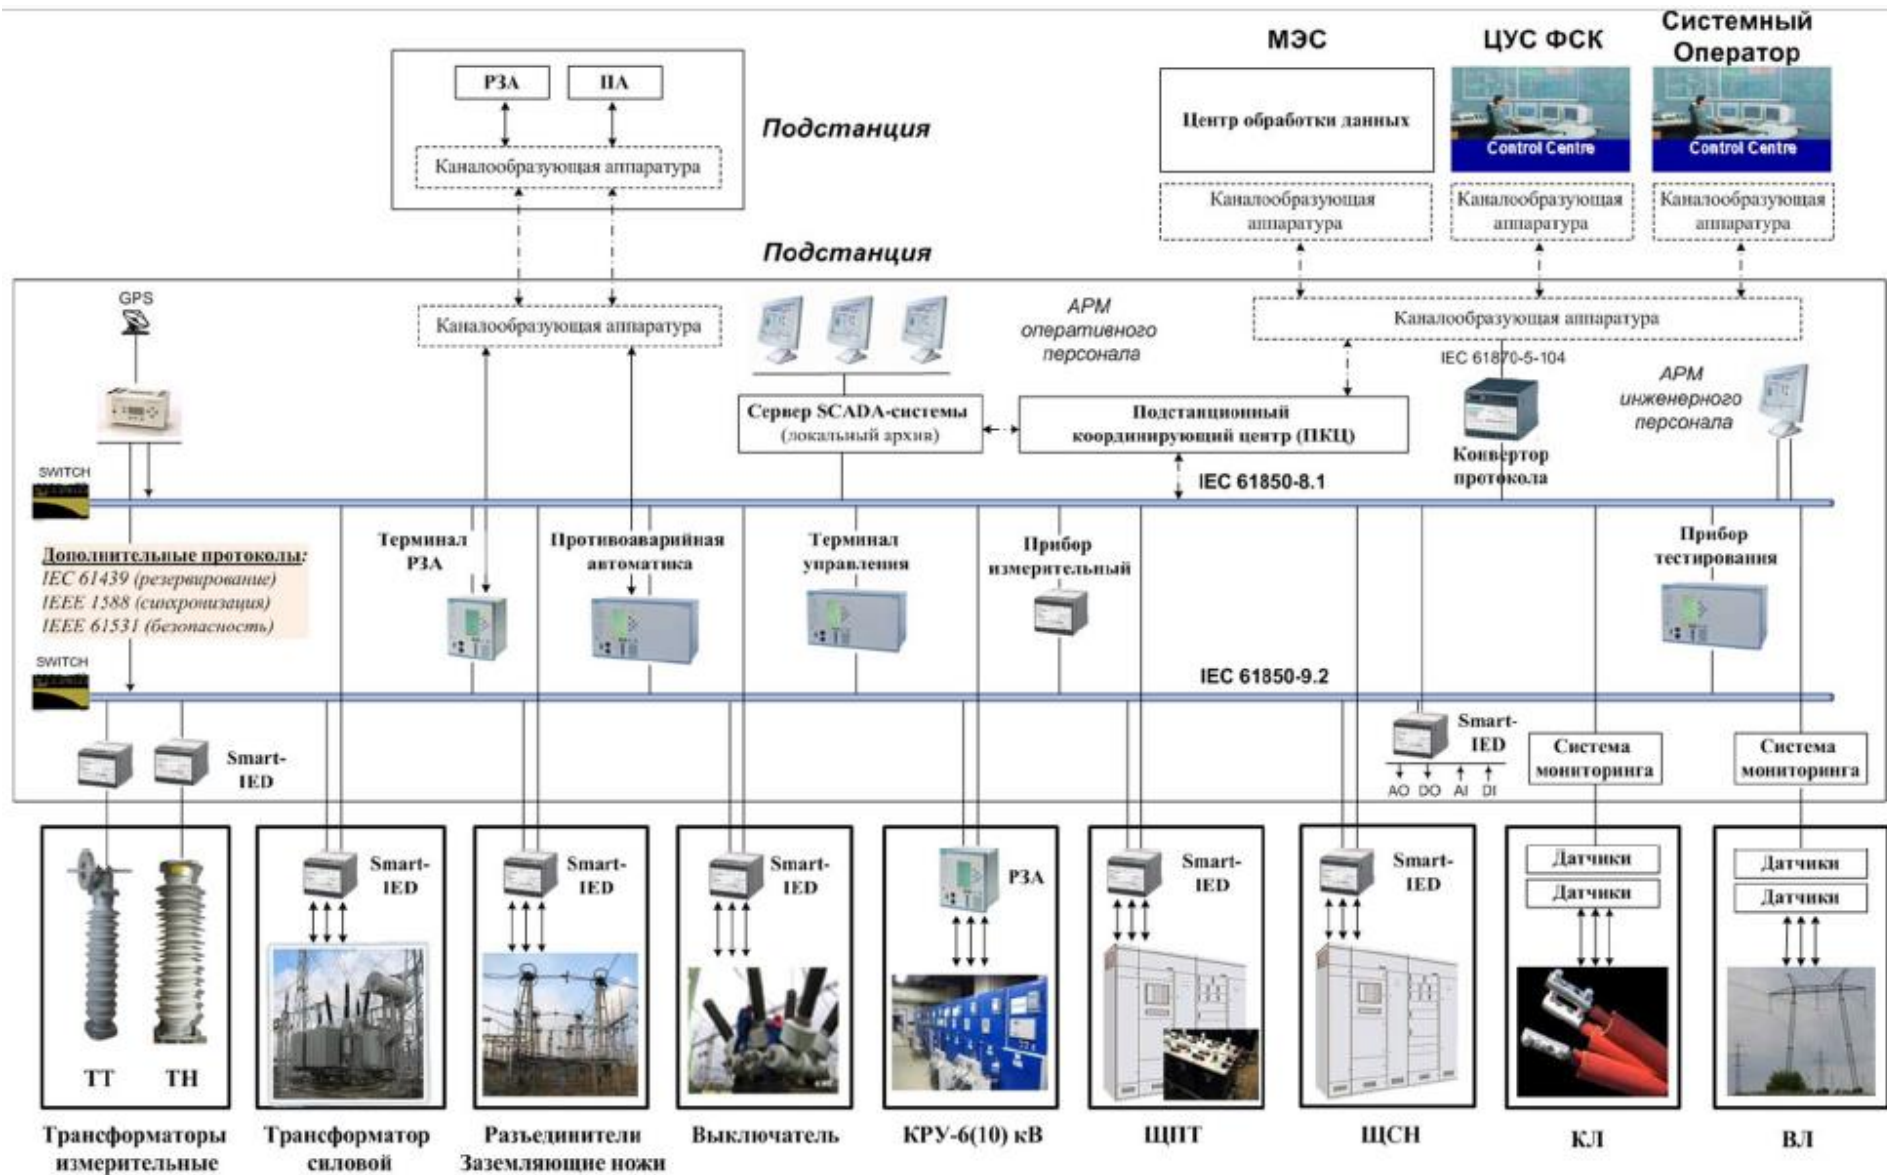 МЭС
ЦУС ФСК
Системный
Оператор
РЗА
ПА
Каналообразующая аппаратура
Подстанция
Центр обработки данных
Control Centre
Control Centre
Каналообразующая
аппаратура
Каналообразующая
аппаратура
Каналообразующая
аппаратура
Подстанция
GPS
Каналообразующая аппаратура
АРМ
оперативного
персонала
Каналообразующая аппаратура
IEC 61870-5-104
АРМ
инженерного
персонала
Сервер SCADA-системы
(локальный архив)
Подстанционный
координирующий центр (ПКЦ)
Конвертор
протокола
SWITCH
IEC 61850-8.1
Дополнительные протоколы:
IEC 61439 (резервирование)
IEEE 1588 (синхронизация)
IEEE 61531 (безопасность)
Терминал
РЗА
Противоаварийная
автоматика
Терминал
управления
Прибор
измерительный
Прибор
тестирования
SWITCH
IEC 61850-9.2
Smart-
IED
Smart-
IED
AO DO AI DI
Система
мониторинга
Система
мониторинга
Smart-
IED
Smart-
IED
Smart-
IED
РЗА
Smart-
IED
Smart-
IED
Датчики
Датчики
Датчики
Датчики
ТТ
ТН
Трансформаторы
измерительные
Трансформатор
силовой
Разъединители
Заземляющие ножи
Выключатель
КРУ-6(10) кВ
ЩПТ
ЩСН
КЛ
ВЛ